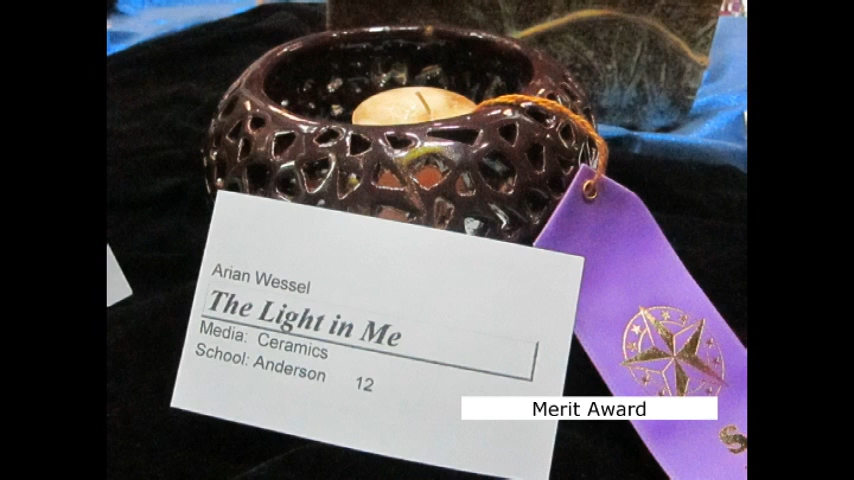 Arian Wessel
The Light in Me
Media: Ceramics
School: Anderson 12
Merit Award
S